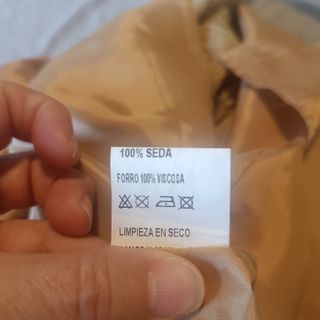 100% SEDA
FORRO 100% VISCOSA
LIMPIEZA EN SECO